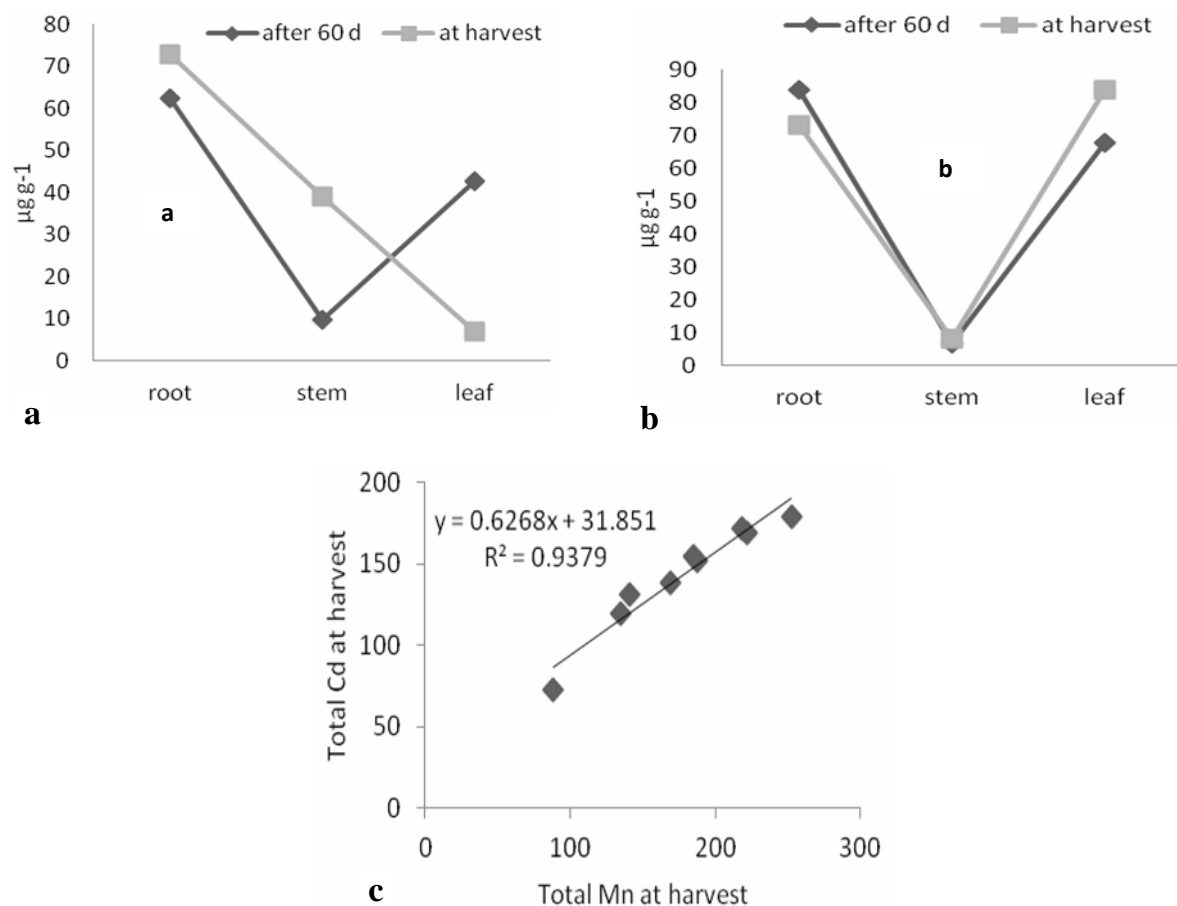 after 60 d at harvest
80
70
60
50
40
30
20
10
0
µg g-1
a
root stem leaf
a
after 60 d at harvest
90
80
70
60
50
40
30
20
10
0
µg g-1
b
root stem leaf
b
200
150
100
50
0
Total Cd at harvest
y = 0.6268x + 31.851
R² = 0.9379
0 100 200 300
Total Mn at harvest
c